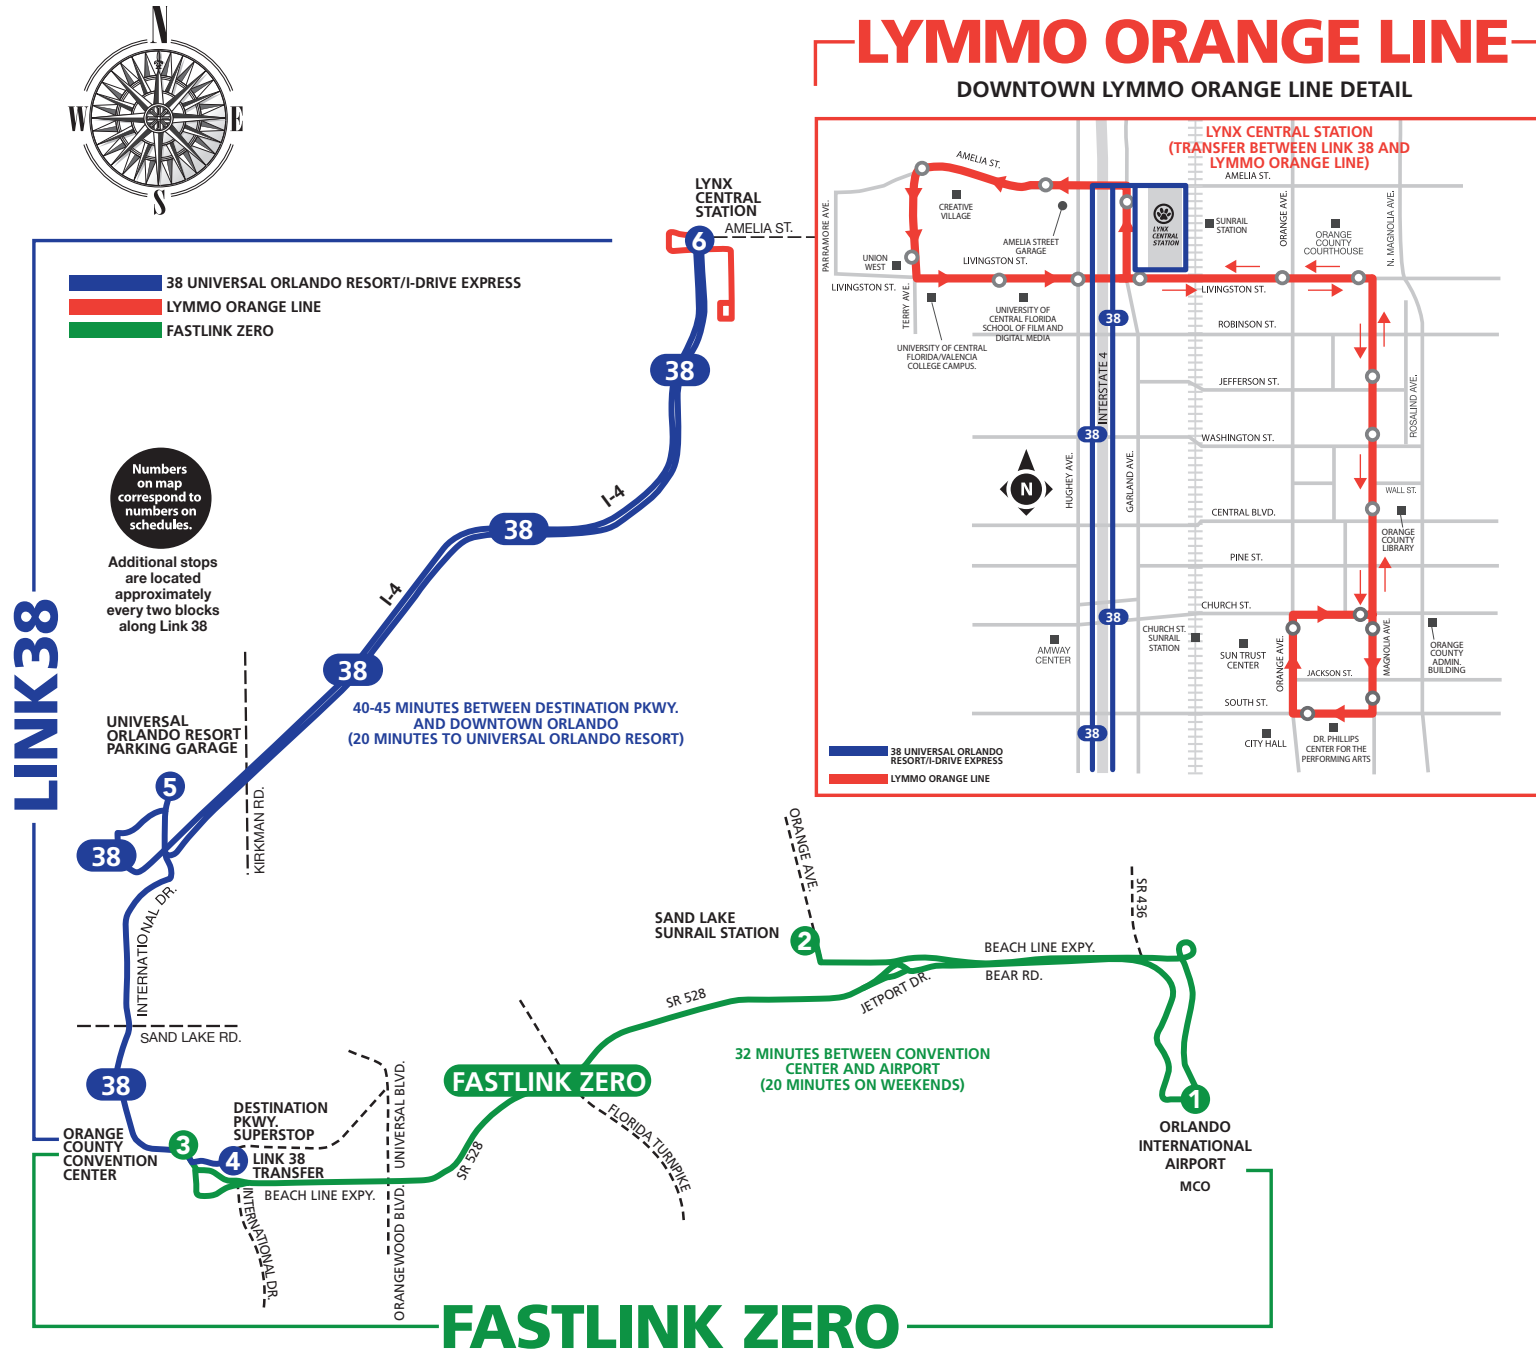 N
W
E
S
LYMMO ORANGE LINE
DOWNTOWN LYMMO ORANGE LINE DETAIL
38 UNIVERSAL ORLANDO RESORT/I-DRIVE EXPRESS
LYMMO ORANGE LINE
FASTLINK ZERO
LYNX
CENTRAL
STATION
AMELIA ST.
6
38
I-4
38
I-4
38
Numbers
on map
correspond to
numbers on
schedules.
Additional stops
are located
approximately
every two blocks
along Link 38
LINK38
40-45 MINUTES BETWEEN DESTINATION PKWY.
AND DOWNTOWN ORLANDO
(20 MINUTES TO UNIVERSAL ORLANDO RESORT)
UNIVERSAL
ORLANDO RESORT
PARKING GARAGE
5
38
KIRKMAN RD.
INTERNATIONAL DR.
SAND LAKE RD.
38
LYNX CENTRAL STATION
(TRANSFER BETWEEN LINK 38 AND
LYMMO ORANGE LINE)
AMELIA ST.
AMELIA ST.
PARRAMORE AVE.
CREATIVE
VILLAGE
AMELIA STREET
GARAGE
LYNX
CENTRAL
STATION
SUNRAIL
STATION
ORANGE AVE.
ORANGE
COUNTY
COURTHOUSE
N. MAGNOLIA AVE.
UNION
WEST
LIVINGSTON ST.
LIVINGSTON ST.
LIVINGSTON ST.
TERRY AVE.
UNIVERSITY OF
CENTRAL FLORIDA
SCHOOL OF FILM AND
DIGITAL MEDIA
UNIVERSITY OF CENTRAL
FLORIDA/VALENCIA
COLLEGE CAMPUS.
38
ROBINSON ST.
INTERSTATE 4
JEFFERSON ST.
ROSALIND AVE.
38
WASHINGTON ST.
HUGHEY AVE.
GARLAND AVE.
N
WALL ST.
CENTRAL BLVD.
ORANGE
COUNTY
LIBRARY
PINE ST.
CHURCH ST.
38
CHURCH ST.
SUNRAIL
STATION
AMWAY
CENTER
SUN TRUST
CENTER
ORANGE AVE.
JACKSON ST.
MAGNOLIA AVE.
ORANGE
COUNTY
ADMIN.
BUILDING
SOUTH ST.
38
CITY HALL
DR. PHILLIPS
CENTER FOR THE
PERFORMING ARTS
38 UNIVERSAL ORLANDO
RESORT/I-DRIVE EXPRESS
LYMMO ORANGE LINE
ORANGE AVE.
SAND LAKE
SUNRAIL STATION
2
SR 436
BEACH LINE EXPY.
BEAR RD.
JETPORT DR.
SR 528
32 MINUTES BETWEEN CONVENTION
CENTER AND AIRPORT
(20 MINUTES ON WEEKENDS)
FASTLINK ZERO
FLORIDA TURNPIKE
1
ORLANDO
INTERNATIONAL
AIRPORT
MCO
ORANGE
COUNTY
CONVENTION
CENTER
3
DESTINATION
PKWY.
SUPERSTOP
4
LINK 38
TRANSFER
UNIVERSAL BLVD.
SR 528
BEACH LINE EXPY.
INTERNATIONAL DR.
ORANGEWOOD BLVD.
FASTLINK ZERO